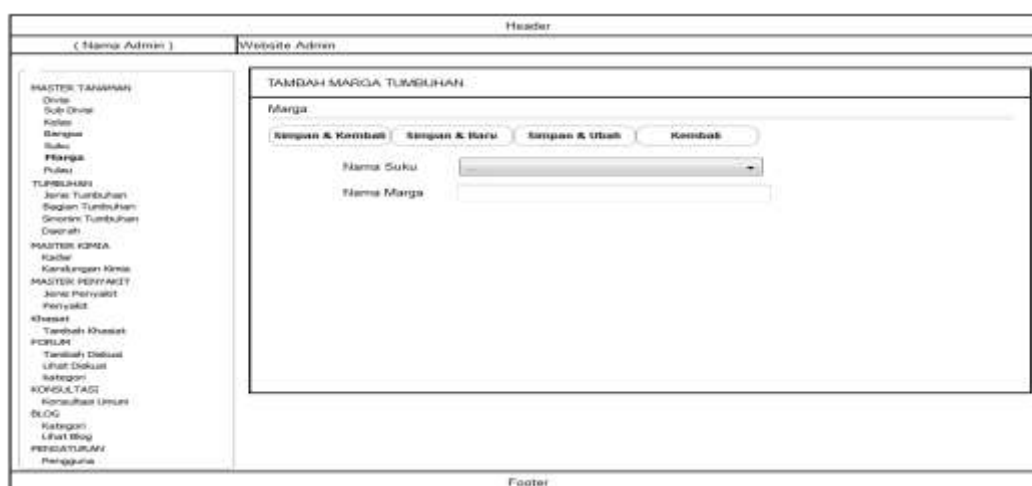 Header
( Nama Admin )
Website Admin
MASTER TANAMAN
Divisi
Sub Divisi
Kelas
Bangsa
Suku
Marga
Pulau
TUMBUHAN
Jenis Tumbuhan
Bagian Tumbuhan
Sinonim Tumbuhan
Daerah
MASTER KIMIA
Kadar
Kandungan Kimia
MASTER PENYAKIT
Jenis Penyakit
Penyakit
Khasiat
Tambah Khasiat
FORUM
Tambah Diskusi
Lihat Diskusi
Kategori
KONSULTASI
Konsultasi Umum
BLOG
Kategori
Lihat Blog
PENGATURAN
Pengguna
TAMBAH MARGA TUMBUHAN
Marga
Simpan & Kembali Simpan & Baru Simpan & Ubah Kembali
Nama Suku ...
Nama Marga
Footer